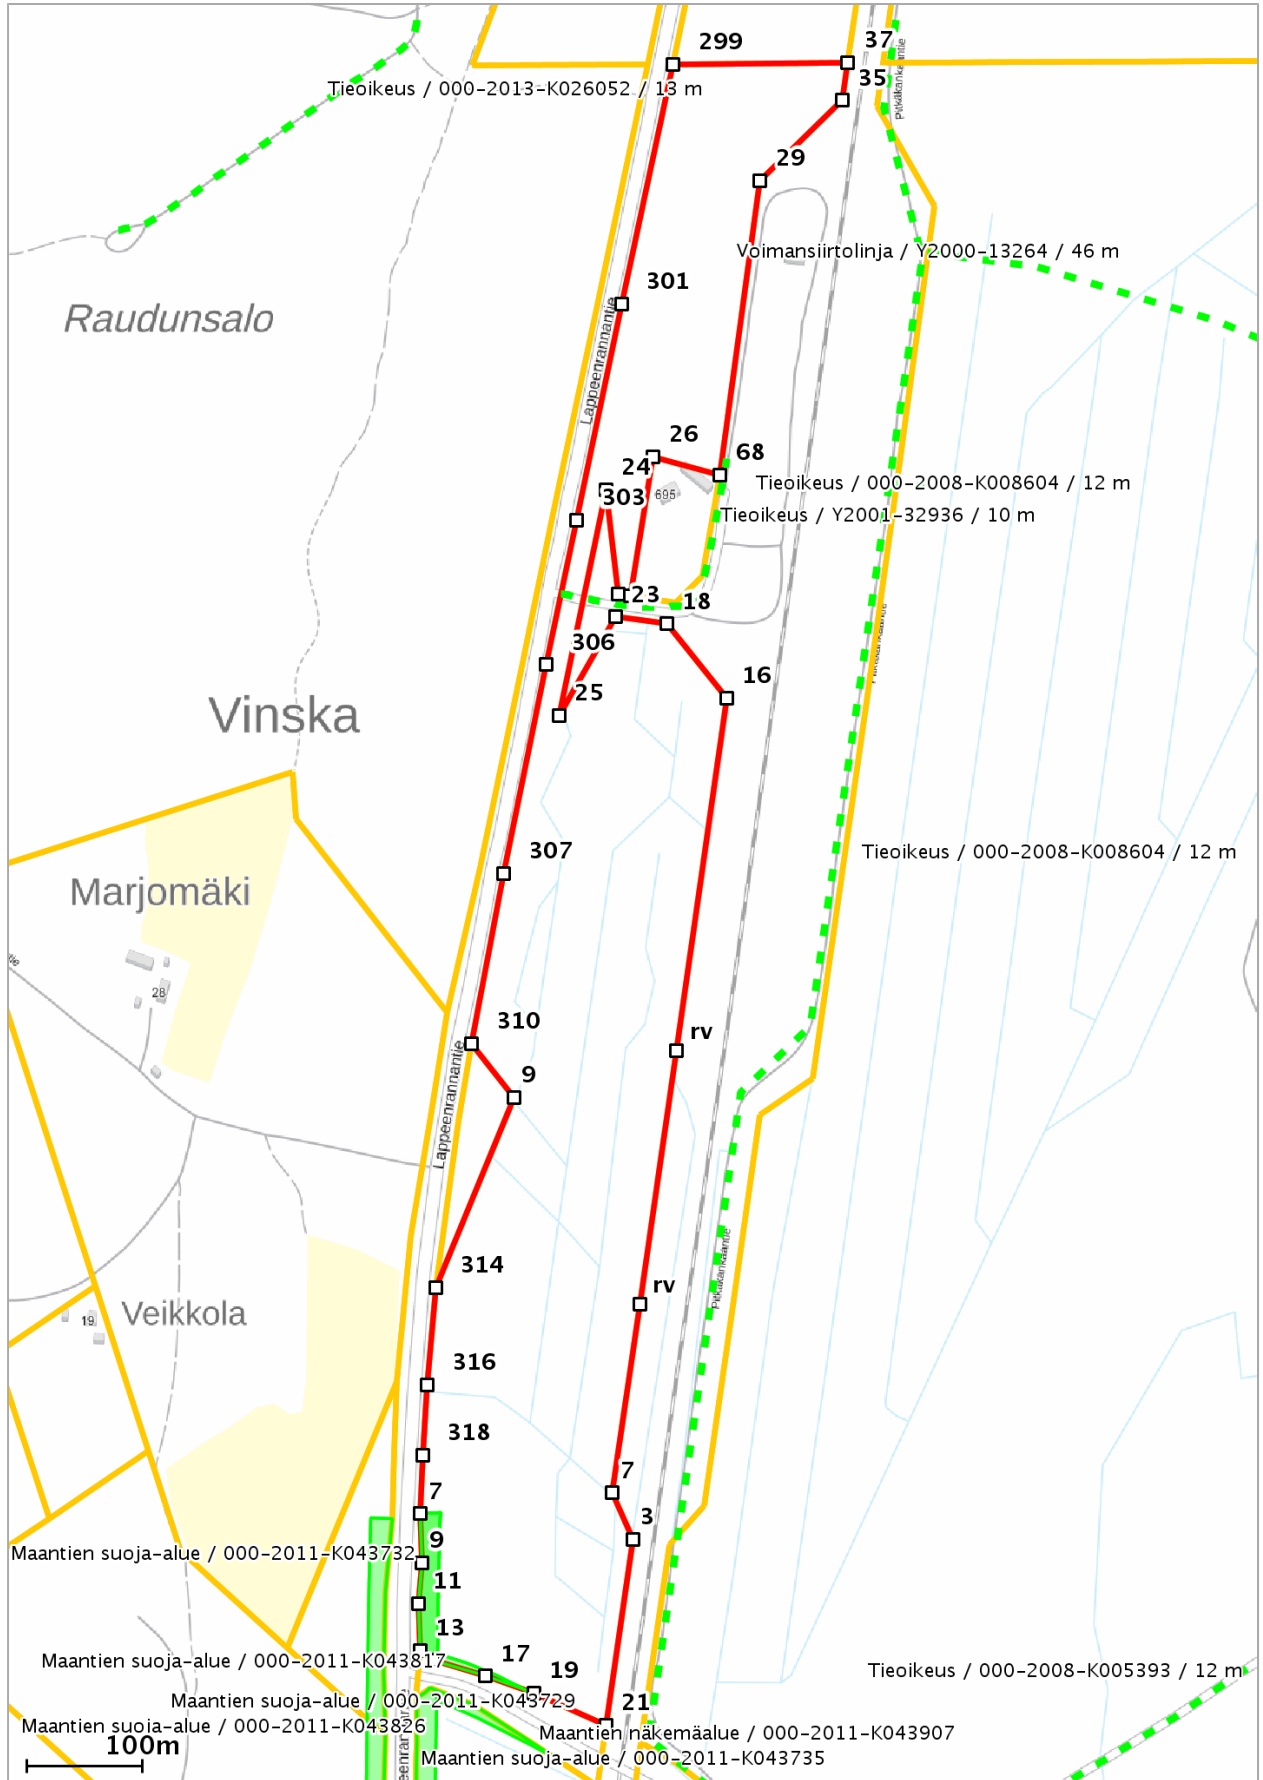 299
37
Pitkäkankaantie
35
Tieoikeus / 000-2013-K026052 / 13 m
29
Voimansiirtolinja / Y2000-13264 / 46 m
301
Raudunsalo
Lappeenrannantie
26
68
24
Tieoikeus / 000-2008-K008604 / 12 m
303
695
Tieoikeus / Y2001-32936 / 10 m
23
18
306
16
25
Vinska
307
Tieoikeus / 000-2008-K008604 / 12 m
Marjomäki
28
310
rv
9
Lappeenrannantie
314
Pitkäkankaantie
rv
Veikkola
19
316
318
7
7
3
9
Maantien suoja-alue / 000-2011-K043732
11
13
17
Maantien suoja-alue / 000-2011-K043817
19
Tieoikeus / 000-2008-K005393 / 12 m
Maantien suoja-alue / 000-2011-K043729
21
Maantien suoja-alue / 000-2011-K043826
Maantien näkemäalue / 000-2011-K043907
100m
Maantien suoja-alue / 000-2011-K043735